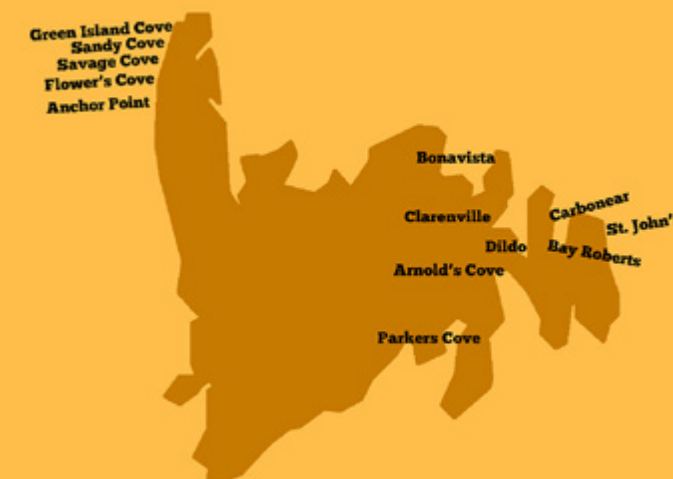 Green Island Cove
Sandy Cove
Savage Cove
Flower's Cove
Anchor Point
Bonavista
Carbonear
Clarenville
St. John'
Dildo
Bay Roberts
Arnold's Cove
Parkers Cove